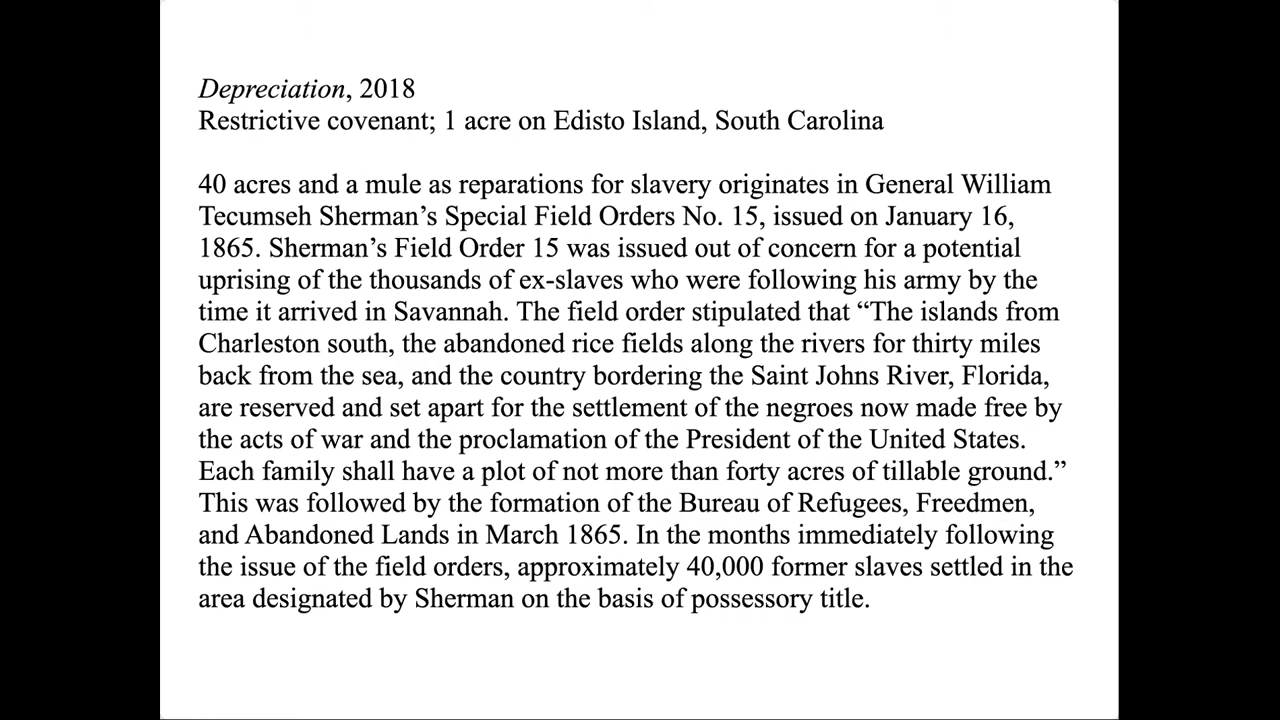 Depreciation, 2018
Restrictive covenant; 1 acre on Edisto Island, South Carolina
40 acres and a mule as reparations for slavery originates in General William
Tecumseh Sherman’s Special Field Orders No. 15, issued on January 16,
1865. Sherman’s Field Order 15 was issued out of concern for a potential
uprising of the thousands of ex-slaves who were following his army by the
time it arrived in Savannah. The field order stipulated that “The islands from
Charleston south, the abandoned rice fields along the rivers for thirty miles
back from the sea, and the country bordering the Saint Johns River, Florida,
are reserved and set apart for the settlement of the negroes now made free by
the acts of war and the proclamation of the President of the United States.
Each family shall have a plot of not more than forty acres of tillable ground.”
This was followed by the formation of the Bureau of Refugees, Freedmen,
and Abandoned Lands in March 1865. In the months immediately following
the issue of the field orders, approximately 40,000 former slaves settled in the
area designated by Sherman on the basis of possessory title.